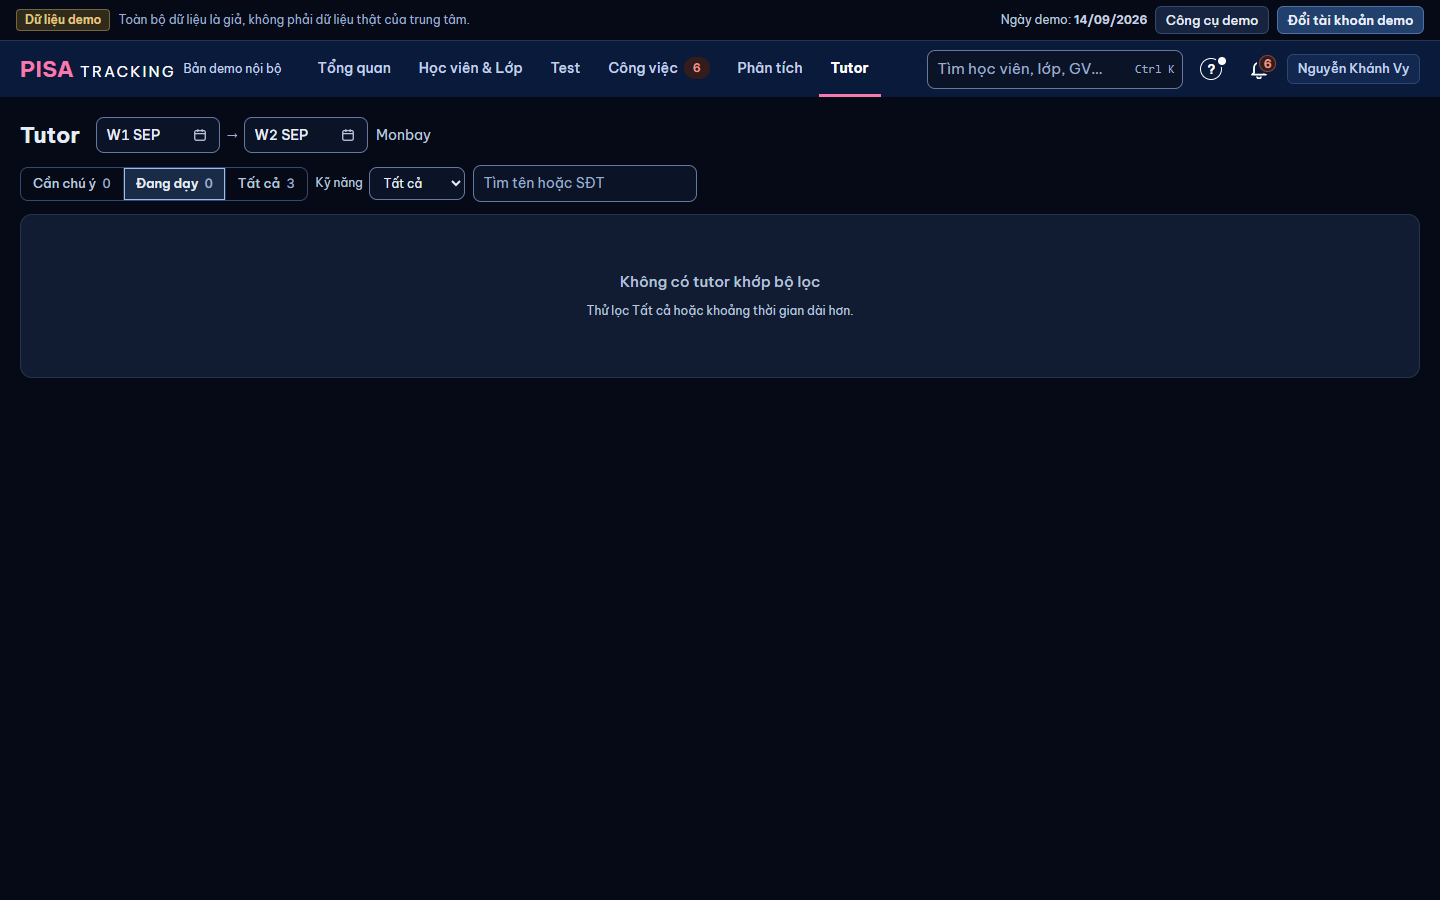 Dữ liệu demo Toàn bộ dữ liệu là giả, không phải dữ liệu thật của trung tâm. Ngày demo: 14/09/2026 Công cụ demo Đổi tài khoản demo
PISA TRACKING Bản demo nội bộ Tổng quan Học viên & Lớp Test Công việc 6 Phân tích Tutor Tìm học viên, lớp, GV... Ctrl K ? 6 Nguyễn Khánh Vy
Tutor W1 SEP → W2 SEP Monbay
Cần chú ý 0 Đang dạy 0 Tất cả 3 Kỹ năng Tất cả Tìm tên hoặc SĐT
Không có tutor khớp bộ lọc
Thử lọc Tất cả hoặc khoảng thời gian dài hơn.